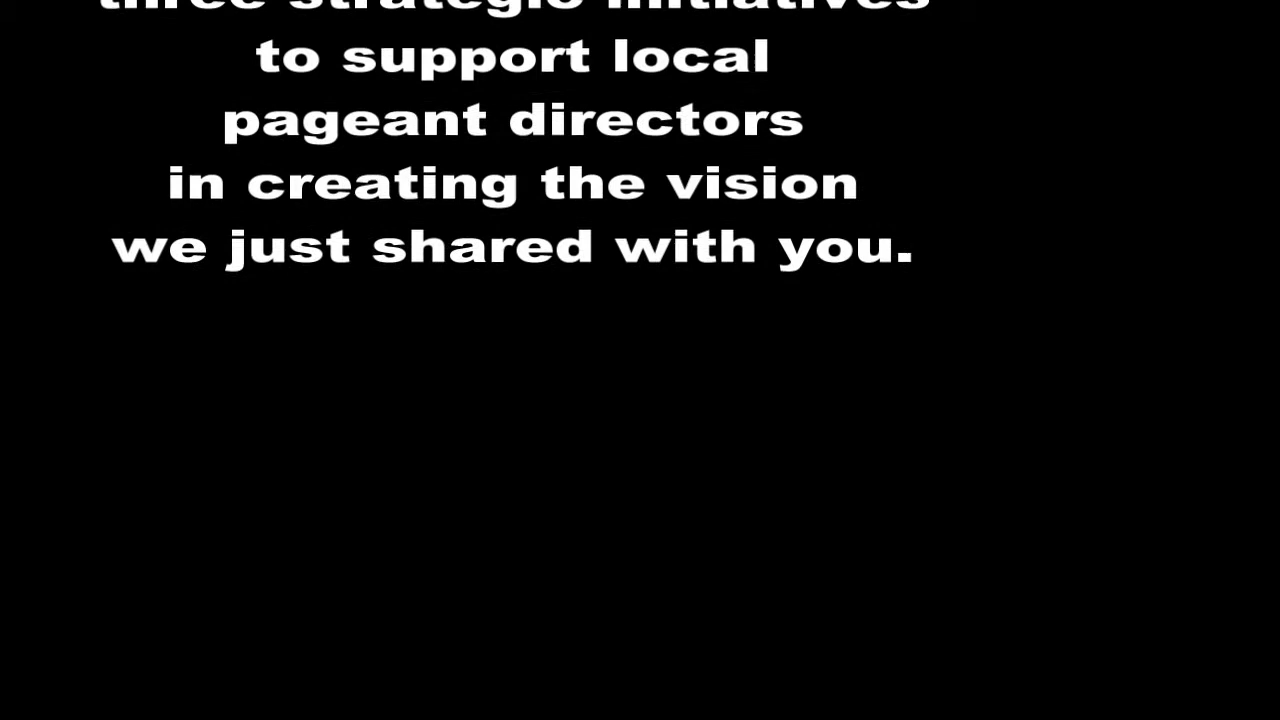 three strategic initiatives
to support local
pageant directors
in creating the vision
we just shared with you.